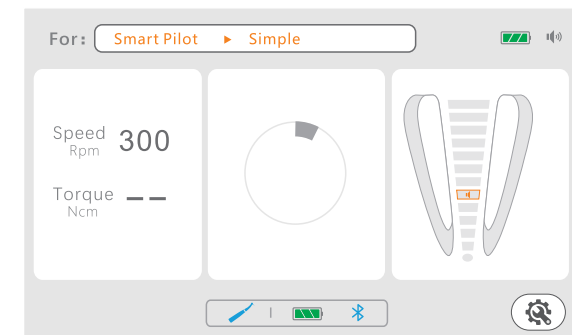 For: Smart Pilot ▸ Simple
Speed 300
Rpm
Torque – –
Ncm